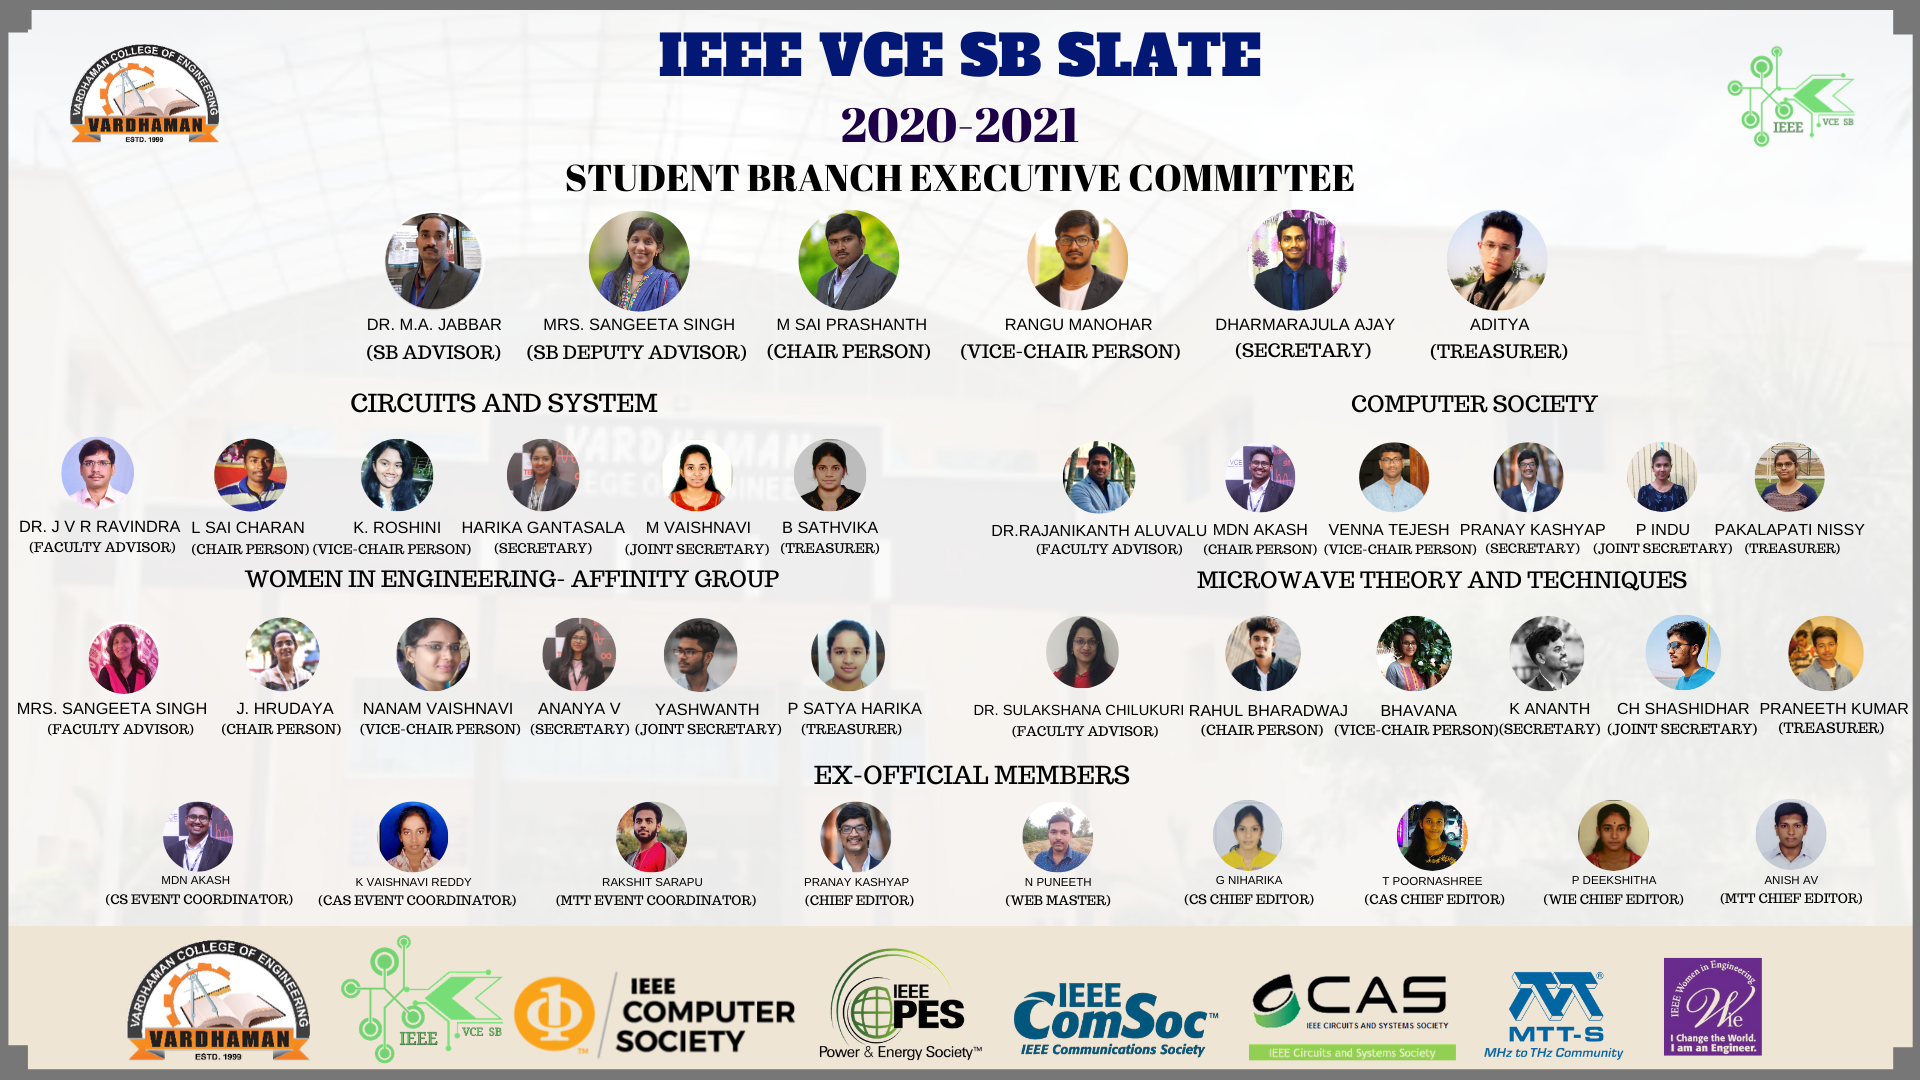 VARDHAMAN COLLEGE OF ENGINEERING
VARDHAMAN
ESTD. 1999
IEEE VCE SB SLATE
2020-2021
IEEE VCE SB
STUDENT BRANCH EXECUTIVE COMMITTEE
DR. M.A. JABBAR MRS. SANGEETA SINGH M SAI PRASHANTH RANGU MANOHAR DHARMARAJULA AJAY ADITYA
(SB ADVISOR) (SB DEPUTY ADVISOR) (CHAIR PERSON) (VICE-CHAIR PERSON) (SECRETARY) (TREASURER)
CIRCUITS AND SYSTEM
DR. J V R RAVINDRA L SAI CHARAN K. ROSHINI HARIKA GANTASALA M VAISHNAVI B SATHVIKA
(FACULTY ADVISOR) (CHAIR PERSON) (VICE-CHAIR PERSON) (SECRETARY) (JOINT SECRETARY) (TREASURER)
COMPUTER SOCIETY
DR.RAJANIKANTH ALUVALU MDN AKASH VENNA TEJESH PRANAY KASHYAP P INDU PAKALAPATI NISSY
(FACULTY ADVISOR) (CHAIR PERSON) (VICE-CHAIR PERSON) (SECRETARY) (JOINT SECRETARY) (TREASURER)
WOMEN IN ENGINEERING- AFFINITY GROUP
MRS. SANGEETA SINGH J. HRUDAYA NANAM VAISHNAVI ANANYA V YASHWANTH P SATYA HARIKA
(FACULTY ADVISOR) (CHAIR PERSON) (VICE-CHAIR PERSON) (SECRETARY) (JOINT SECRETARY) (TREASURER)
MICROWAVE THEORY AND TECHNIQUES
DR. SULAKSHANA CHILUKURI RAHUL BHARADWAJ BHAVANA K ANANTH CH SHASHIDHAR PRANEETH KUMAR
(FACULTY ADVISOR) (CHAIR PERSON) (VICE-CHAIR PERSON) (SECRETARY) (JOINT SECRETARY) (TREASURER)
EX-OFFICIAL MEMBERS
MDN AKASH K VAISHNAVI REDDY RAKSHIT SARAPU PRANAY KASHYAP N PUNEETH G NIHARIKA T POORNASHREE P DEEKSHITHA ANISH AV
(CS EVENT COORDINATOR) (CAS EVENT COORDINATOR) (MTT EVENT COORDINATOR) (CHIEF EDITOR) (WEB MASTER) (CS CHIEF EDITOR) (CAS CHIEF EDITOR) (WIE CHIEF EDITOR) (MTT CHIEF EDITOR)
VARDHAMAN COLLEGE OF ENGINEERING
VARDHAMAN
ESTD. 1999
IEEE VCE SB
IEEE
COMPUTER
SOCIETY
TM
IEEE
PES
Power & Energy Society™
IEEE
ComSoc™
IEEE Communications Society
CAS
IEEE CIRCUITS AND SYSTEMS SOCIETY
IEEE Circuits and Systems Society
®
MTT-S
MHz to THz Community
IEEE Women in Engineering
Wie
I Change the World.
I am an Engineer.